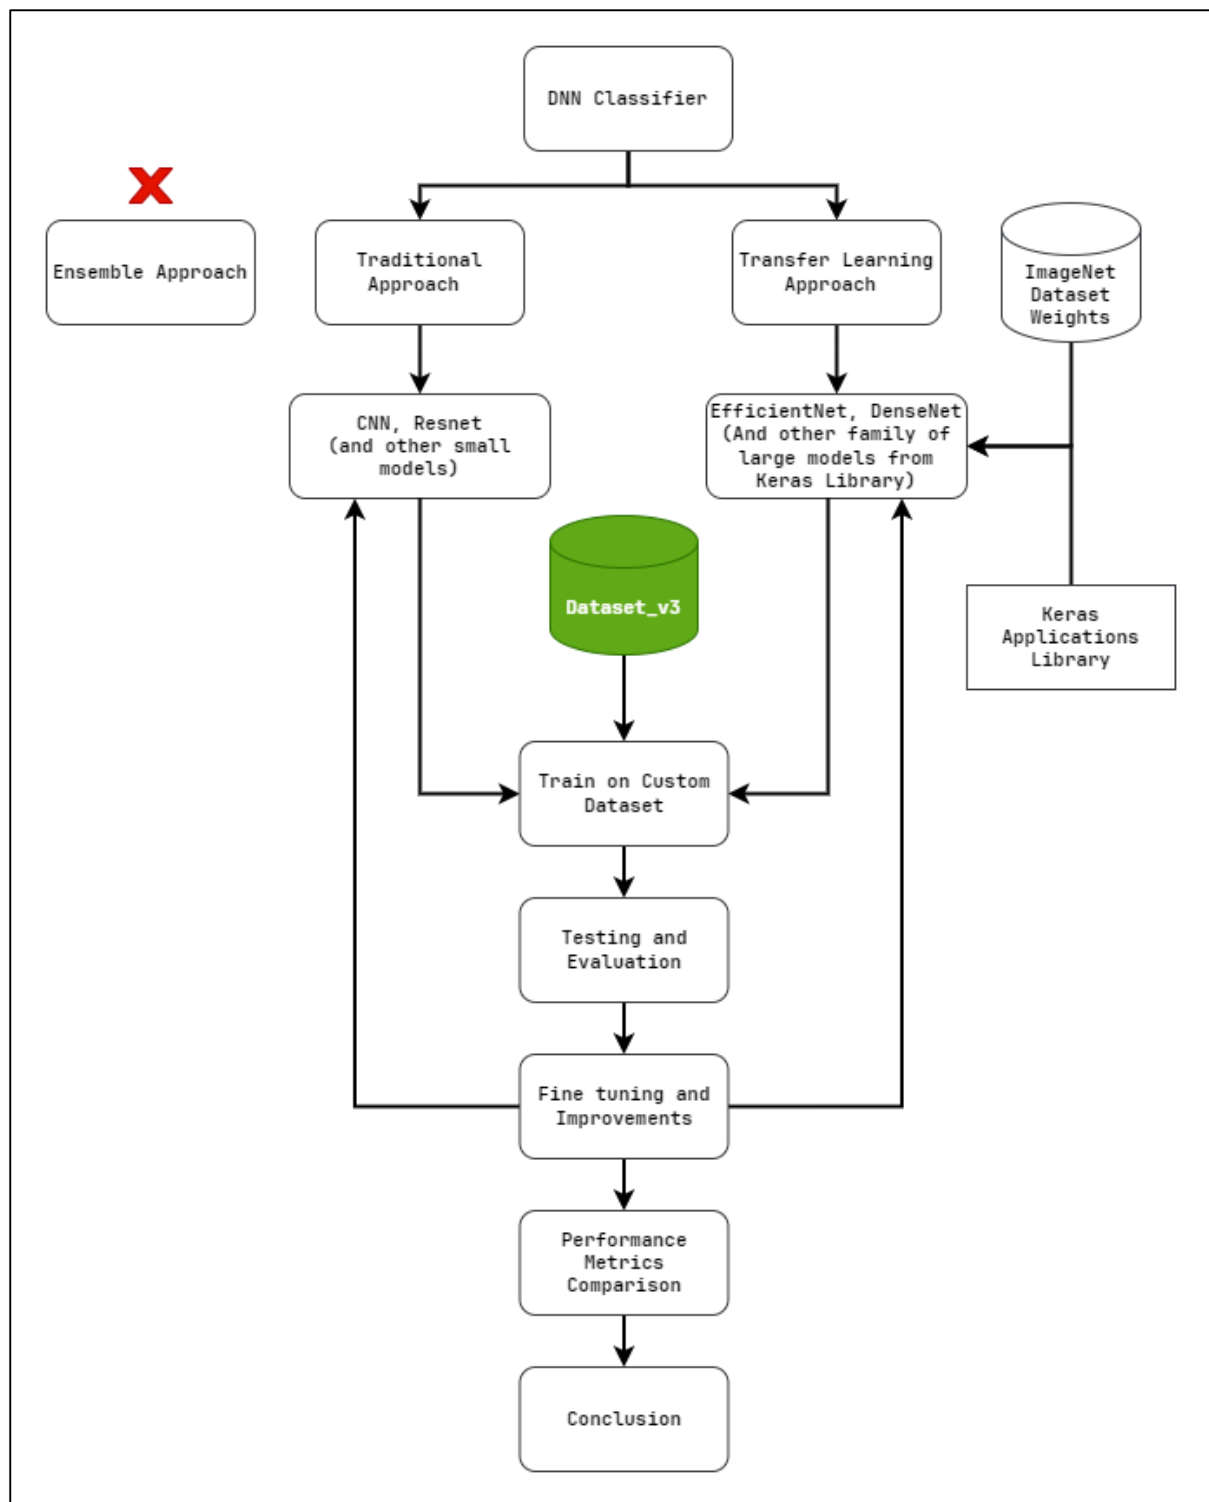 DNN Classifier
Ensemble Approach
Traditional
Approach
Transfer Learning
Approach
ImageNet
Dataset
Weights
CNN, Resnet
(and other small
models)
EfficientNet, DenseNet
(And other family of
large models from
Keras Library)
Dataset_v3
Keras
Applications
Library
Train on Custom
Dataset
Testing and
Evaluation
Fine tuning and
Improvements
Performance
Metrics
Comparison
Conclusion